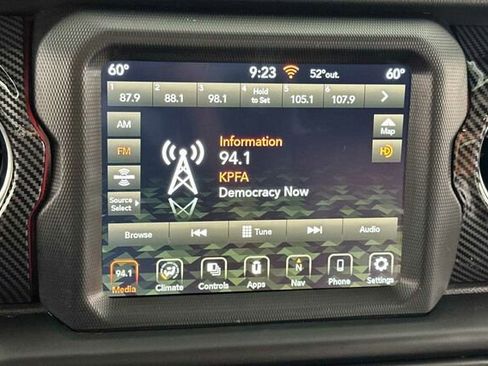 60° 9:23 52°out. 60°
1 2 3 4 5 6
87.9 88.1 98.1 Hold to Set 105.1 107.9
AM
Information
Map
94.1
FM
HD
KPFA
Democracy Now
Source
Select
Browse Tune Audio
94.1 N
Media Climate Controls Apps Nav Phone Settings